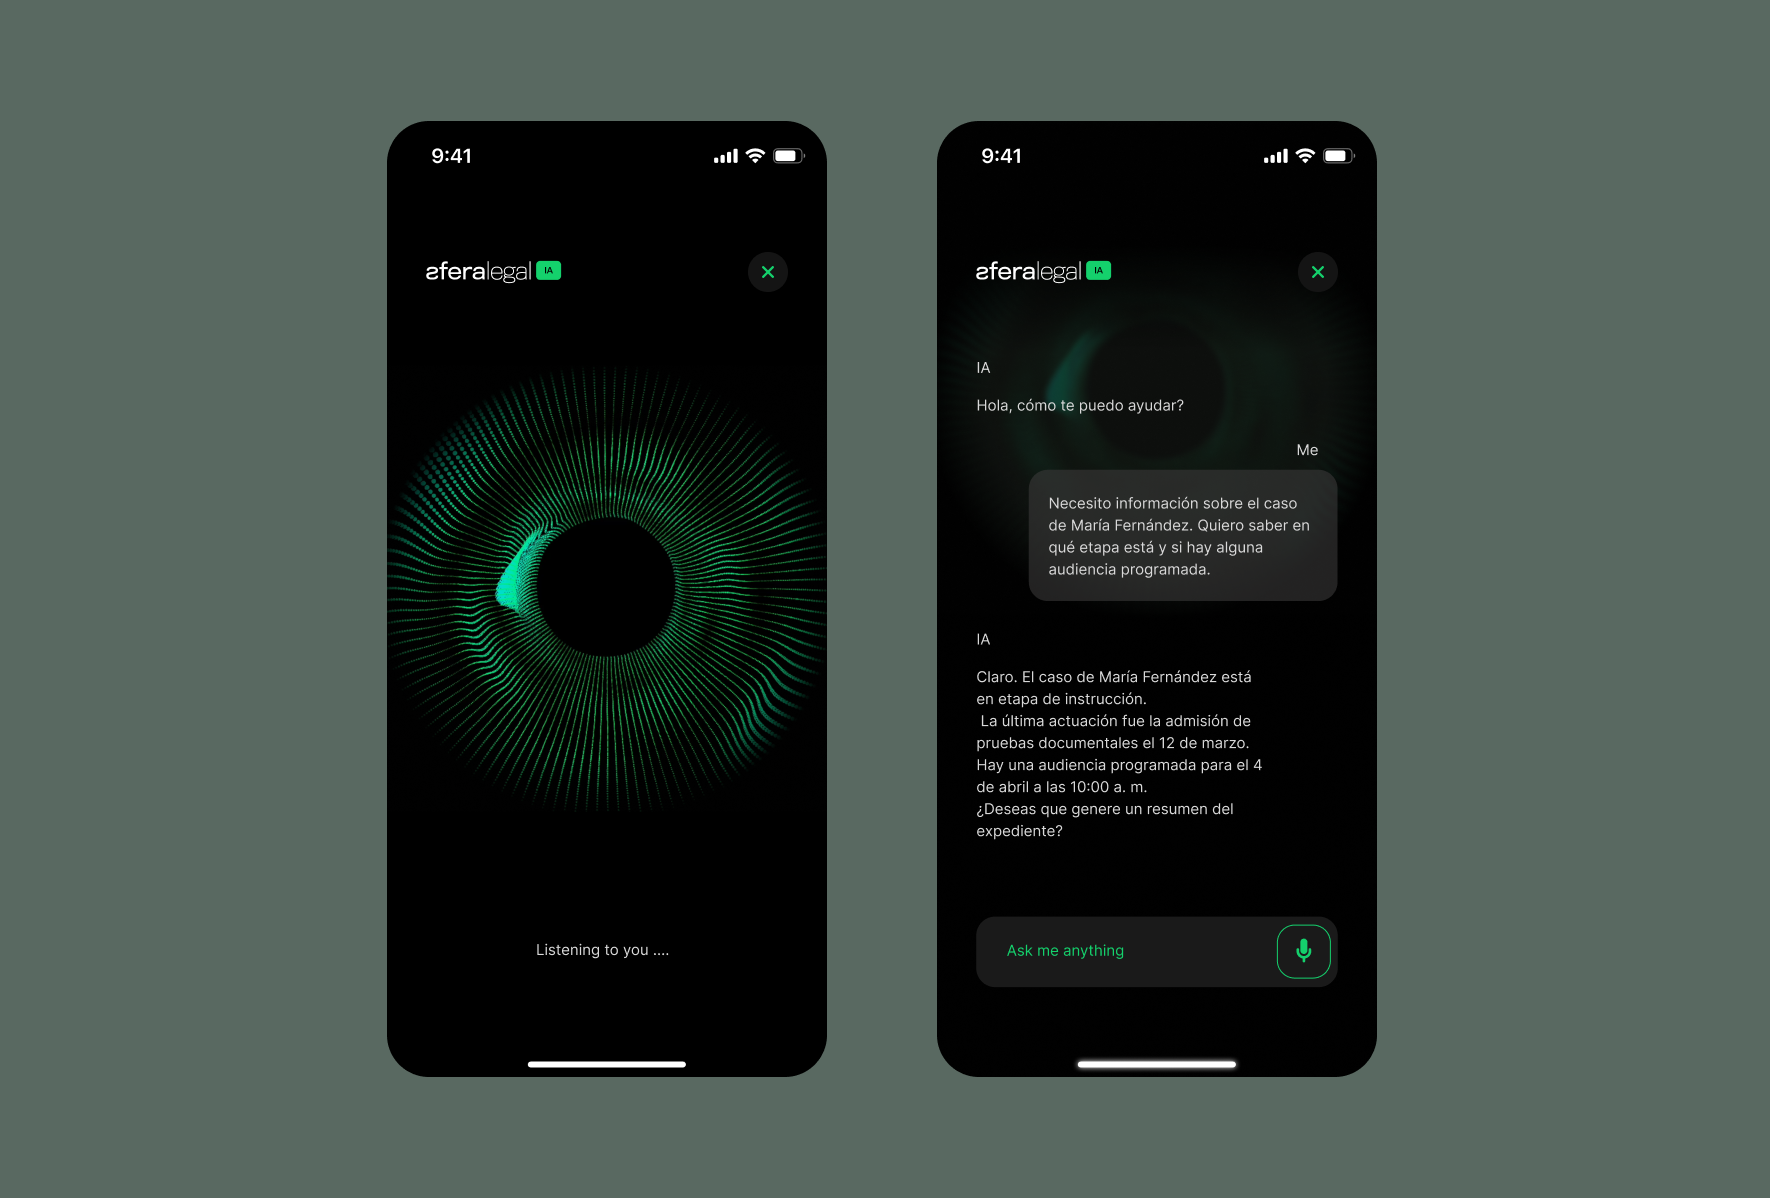 9:41
sferalegal IA
Listening to you ....
9:41
sferalegal IA
IA
Hola, cómo te puedo ayudar?
Me
Necesito información sobre el caso
de María Fernández. Quiero saber en
qué etapa está y si hay alguna
audiencia programada.
IA
Claro. El caso de María Fernández está
en etapa de instrucción.
La última actuación fue la admisión de
pruebas documentales el 12 de marzo.
Hay una audiencia programada para el 4
de abril a las 10:00 a. m.
¿Deseas que genere un resumen del
expediente?
Ask me anything